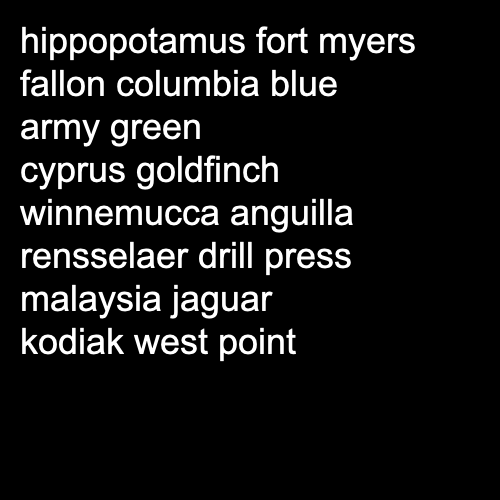 hippopotamus fort myers
fallon columbia blue
army green
cyprus goldfinch
winnemucca anguilla
rensselaer drill press
malaysia jaguar
kodiak west point